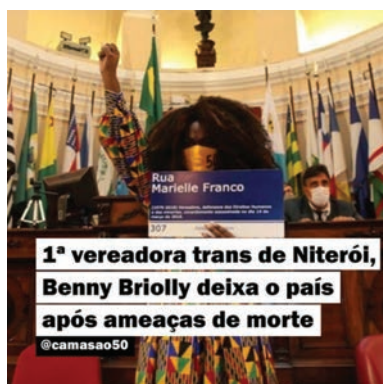 Rua
Marielle Franco
307
1ª vereadora trans de Niterói,
Benny Briolly deixa o país
após ameaças de morte
@camasao50